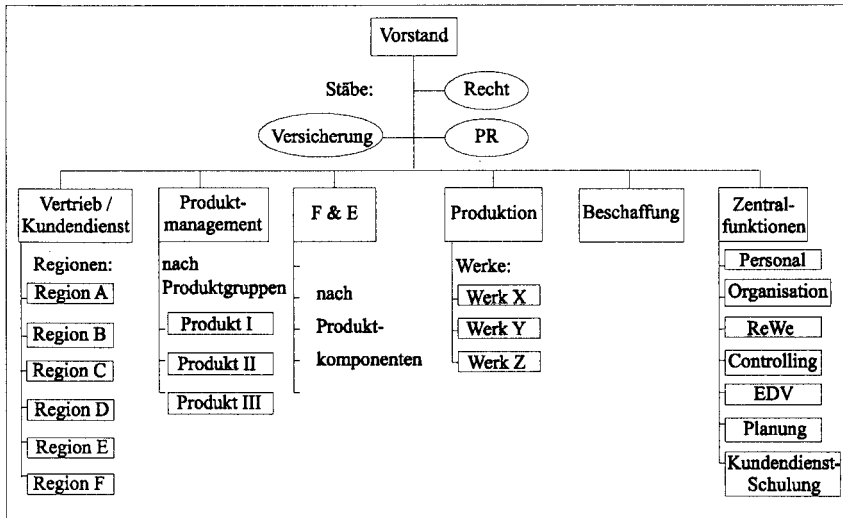 Vorstand
Stäbe:
Recht
Versicherung
PR
Vertrieb /
Kundendienst
Regionen:
Region A
Region B
Region C
Region D
Region E
Region F
Produkt-
management
nach
Produktgruppen
Produkt I
Produkt II
Produkt III
F & E
nach
Produkt-
komponenten
Produktion
Werke:
Werk X
Werk Y
Werk Z
Beschaffung
Zentral-
funktionen
Personal
Organisation
ReWe
Controlling
EDV
Planung
Kundendienst-
Schulung